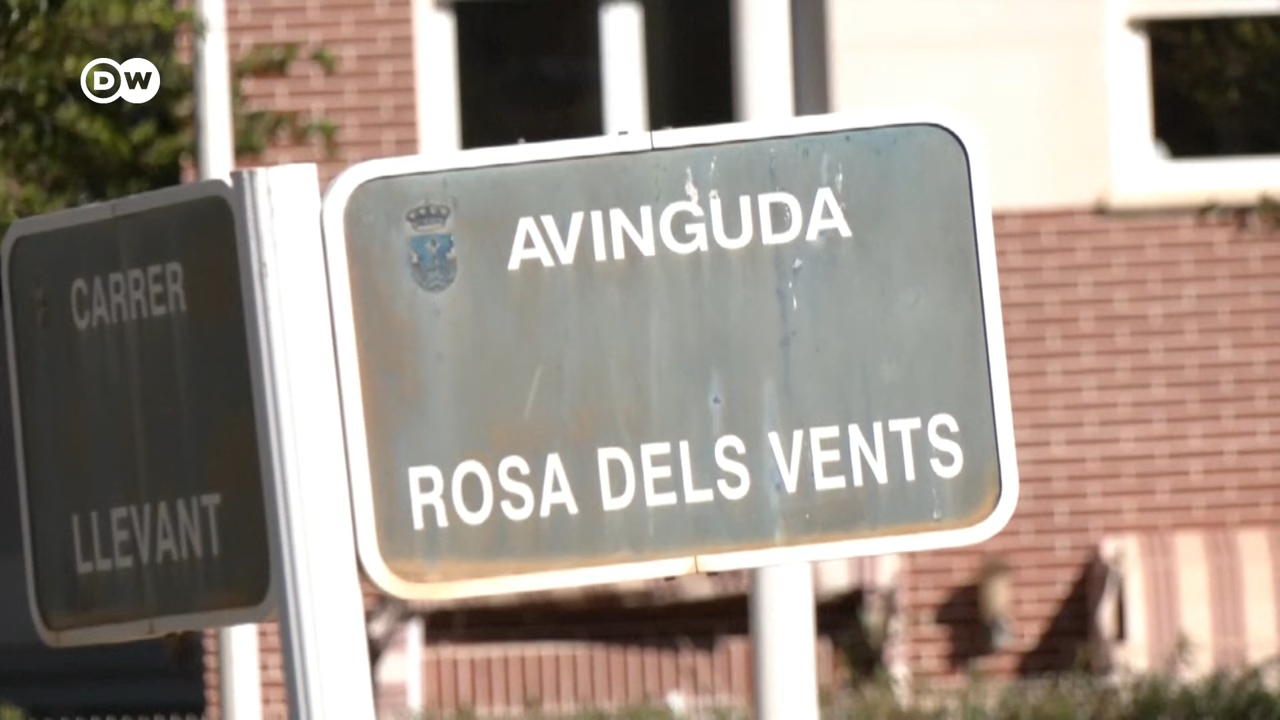 DW
CARRER
LLEVANT
AVINGUDA
ROSA DELS VENTS